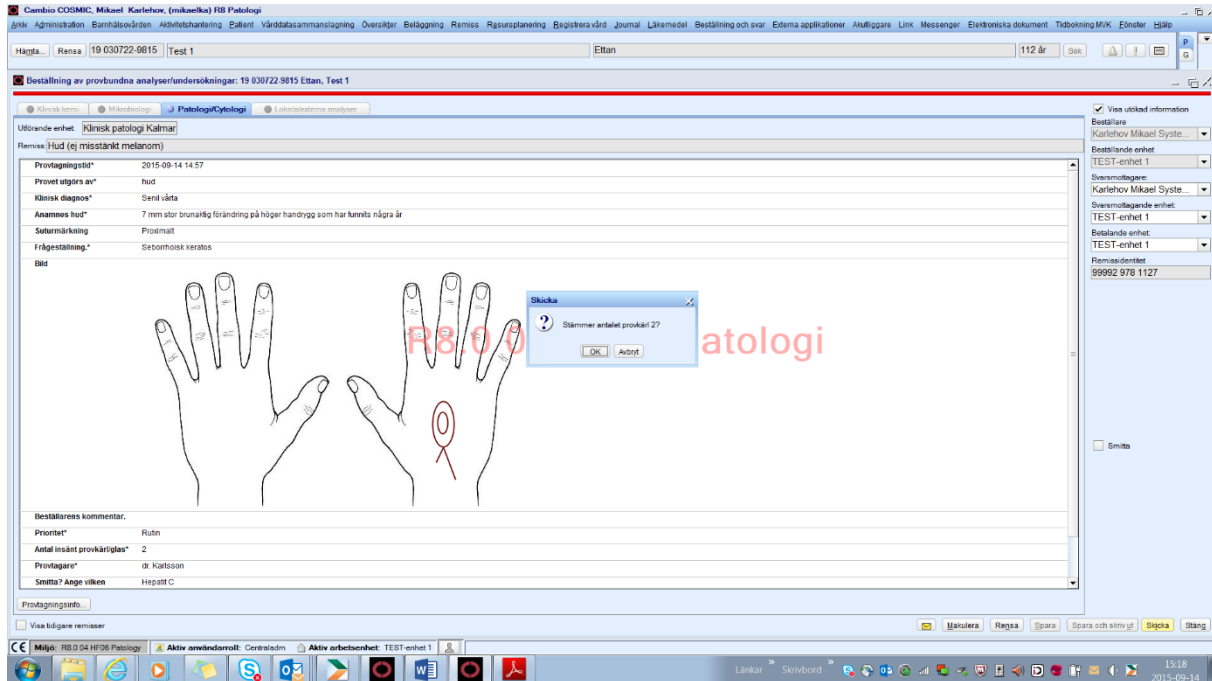 Cambio COSMIC, Mikael Karlehov, (mikaelka) R8 Patologi
Arkiv Administration Barnhälsovården Aktivitetshantering Patient Vårddatasammanslagning Översikter Beläggning Remiss Resursplanering Registrera vård Journal Läkemedel Beställning och svar Externa applikationer Akutliggare Link Messenger Elektroniska dokument Tidbokning MVK Fönster Hjälp
Hämta... Rensa 19 030722-9815 Test 1 Ettan 112 år Sök P
G
Beställning av provbundna analyser/undersökningar: 19 030722-9815 Ettan, Test 1
Klinisk kemi Mikrobiologi Patologi/Cytologi Lokala/externa analyser
Utförande enhet: Klinisk patologi Kalmar
Remiss: Hud (ej misstänkt melanom)
Provtagningstid* 2015-09-14 14:57
Provet utgörs av* hud
Klinisk diagnos* Senil vårta
Anamnes hud* 7 mm stor brunaktig förändring på höger handrygg som har funnits några år
Suturmärkning Proximalt
Frågeställning.* Seborrhoisk keratos
Bild
R8.0.0 atologi
Skicka
Stämmer antalet provkärl 2?
OK Avbryt
Beställarens kommentar.
Prioritet* Rutin
Antal insänt provkärl/glas* 2
Provtagare* dr. Karlsson
Smitta? Ange vilken Hepatit C
Provtagningsinfo...
Visa utökad information
Beställare
Karlehov Mikael Syste...
Beställande enhet
TEST-enhet 1
Svarsmottagare:
Karlehov Mikael Syste...
Svarsmottagande enhet:
TEST-enhet 1
Betalande enhet:
TEST-enhet 1
Remissidentitet
99992 978 1127
Smitta
Visa tidigare remisser Makulera Rensa Spara Spara och skriv ut Skicka Stäng
Miljö: R8.0 04 HF06 Patology Aktiv användarroll: Centraladm Aktiv arbetsenhet: TEST-enhet 1
Länkar » Skrivbord » 15:18
2015-09-14